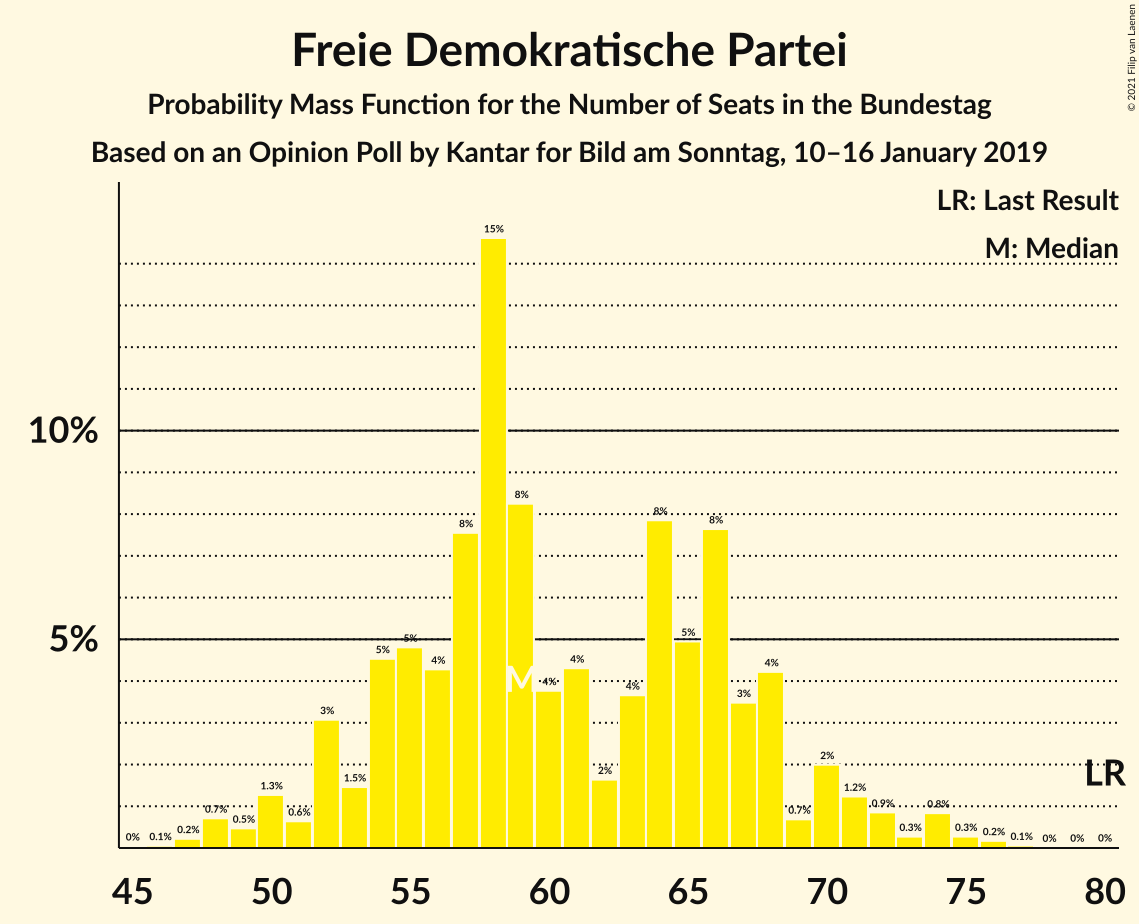 Freie Demokratische Partei
Probability Mass Function for the Number of Seats in the Bundestag
Based on an Opinion Poll by Kantar for Bild am Sonntag, 10–16 January 2019
© 2021 Filip van Laenen
LR: Last Result
M: Median
10%
5%
0% 0.1% 0.2% 0.7% 0.5% 1.3% 0.6% 3% 1.5% 5% 5% 4% 8% 15% 8% 4% 4% 2% 4% 8% 5% 8% 3% 4% 0.7% 2% 1.2% 0.9% 0.3% 0.8% 0.3% 0.2% 0.1% 0% 0% 0%
M
LR
45 50 55 60 65 70 75 80